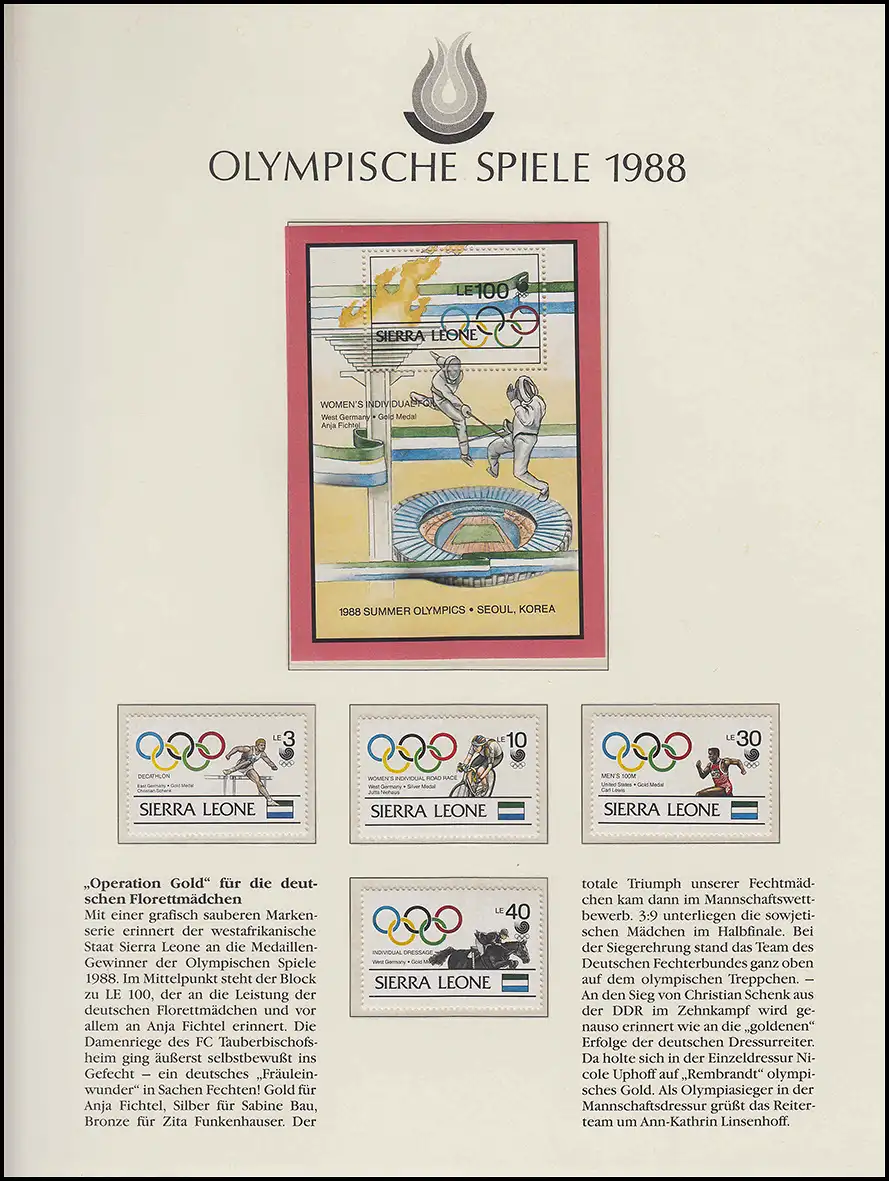 OLYMPISCHE SPIELE 1988
LE 100
SIERRA LEONE
WOMEN'S INDIVIDUAL FO
West Germany • Gold Medal
Anja Fichtel
1988 SUMMER OLYMPICS • SEOUL, KOREA
LE 3
DECATHLON
East Germany • Gold Medal
Christian Schenk
SIERRA LEONE
LE 10
WOMEN'S INDIVIDUAL ROAD RACE
West Germany • Silver Medal
Jutta Niehaus
SIERRA LEONE
LE 30
MEN'S 100M
United States • Gold Medal
Carl Lewis
SIERRA LEONE
LE 40
INDIVIDUAL DRESSAGE
West Germany • Gold
SIERRA LEONE
„Operation Gold“ für die deut-
schen Florettmädchen
Mit einer grafisch sauberen Marken-
serie erinnert der westafrikanische
Staat Sierra Leone an die Medaillen-
Gewinner der Olympischen Spiele
1988. Im Mittelpunkt steht der Block
zu LE 100, der an die Leistung der
deutschen Florettmädchen und vor
allem an Anja Fichtel erinnert. Die
Damenriege des FC Tauberbischofs-
heim ging äußerst selbstbewußt ins
Gefecht – ein deutsches „Fräulein-
wunder“ in Sachen Fechten! Gold für
Anja Fichtel, Silber für Sabine Bau,
Bronze für Zita Funkenhauser. Der
totale Triumph unserer Fechtmäd-
chen kam dann im Mannschaftswett-
bewerb. 3:9 unterliegen die sowjeti-
schen Mädchen im Halbfinale. Bei
der Siegerehrung stand das Team des
Deutschen Fechterbundes ganz oben
auf dem olympischen Treppchen. –
An den Sieg von Christian Schenk aus
der DDR im Zehnkampf wird ge-
nauso erinnert wie an die „goldenen“
Erfolge der deutschen Dressurreiter.
Da holte sich in der Einzeldressur Ni-
cole Uphoff auf „Rembrandt“ olympi-
sches Gold. Als Olympiasieger in der
Mannschaftsdressur grüßt das Reiter-
team um Ann-Kathrin Linsenhoff.